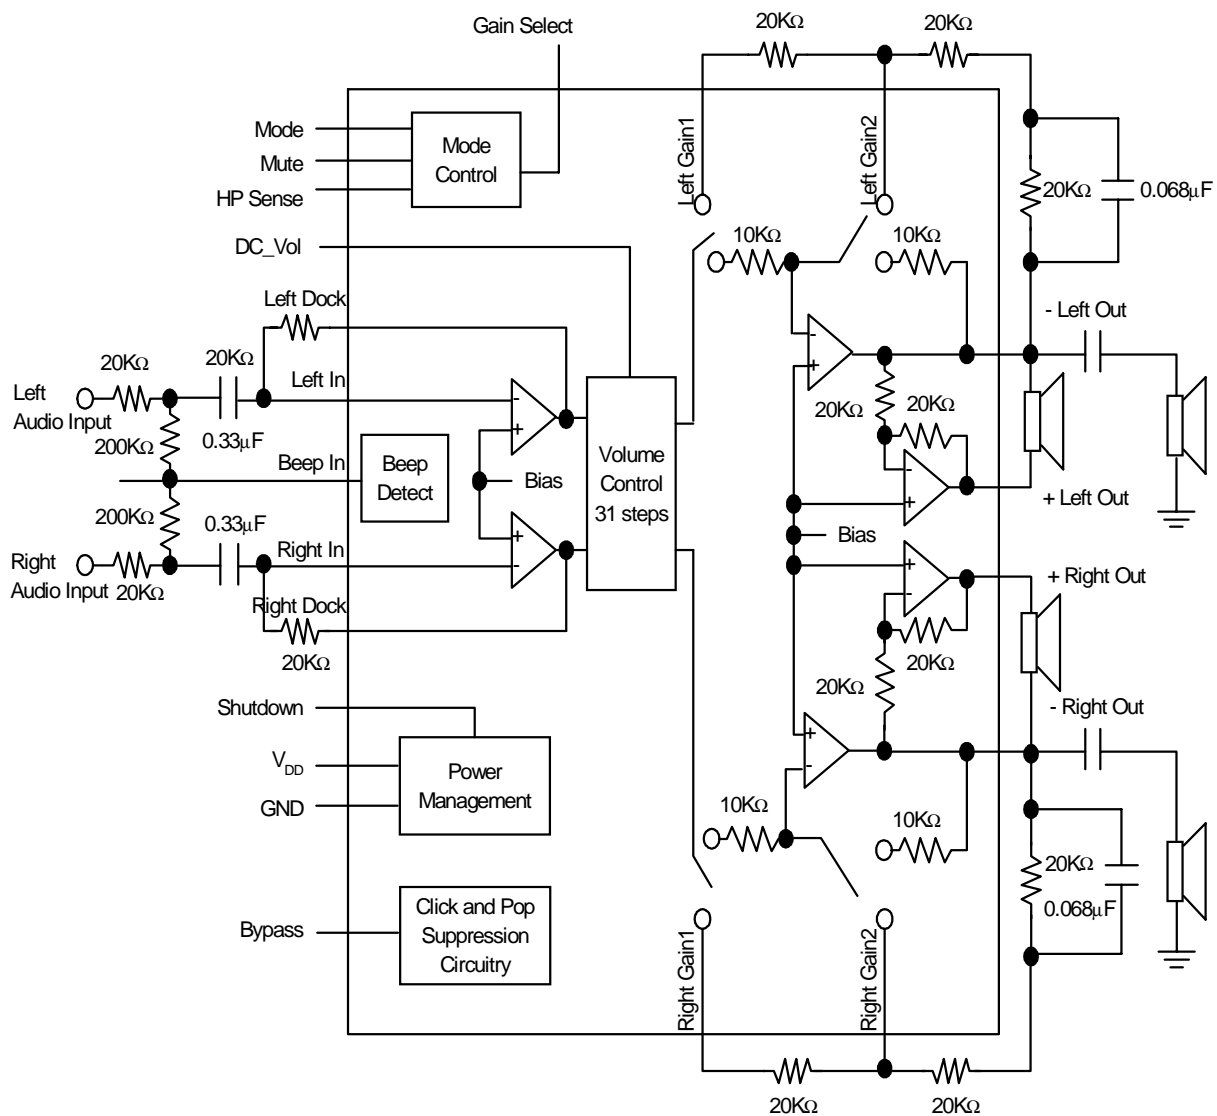 Gain Select
20KΩ
20KΩ
Mode
Mute
HP Sense
Mode
Control
Left Gain1
Left Gain2
20KΩ
0.068µF
DC_Vol
10KΩ
10KΩ
Left Dock
- Left Out
20KΩ
20KΩ
Left In
Left
Audio Input
200KΩ
0.33µF
-
+
-
+
20KΩ
20KΩ
Beep In
Beep
Detect
Bias
Volume
Control
31 steps
-
+
+ Left Out
200KΩ
0.33µF
Bias
Right
Audio Input
20KΩ
Right In
+
-
+
-
+ Right Out
Right Dock
20KΩ
20KΩ
20KΩ
Shutdown
- Right Out
V DD
GND
Power
Management
+
-
10KΩ
10KΩ
20KΩ
0.068µF
Bypass
Click and Pop
Suppression
Circuitry
Right Gain1
Right Gain2
20KΩ
20KΩ